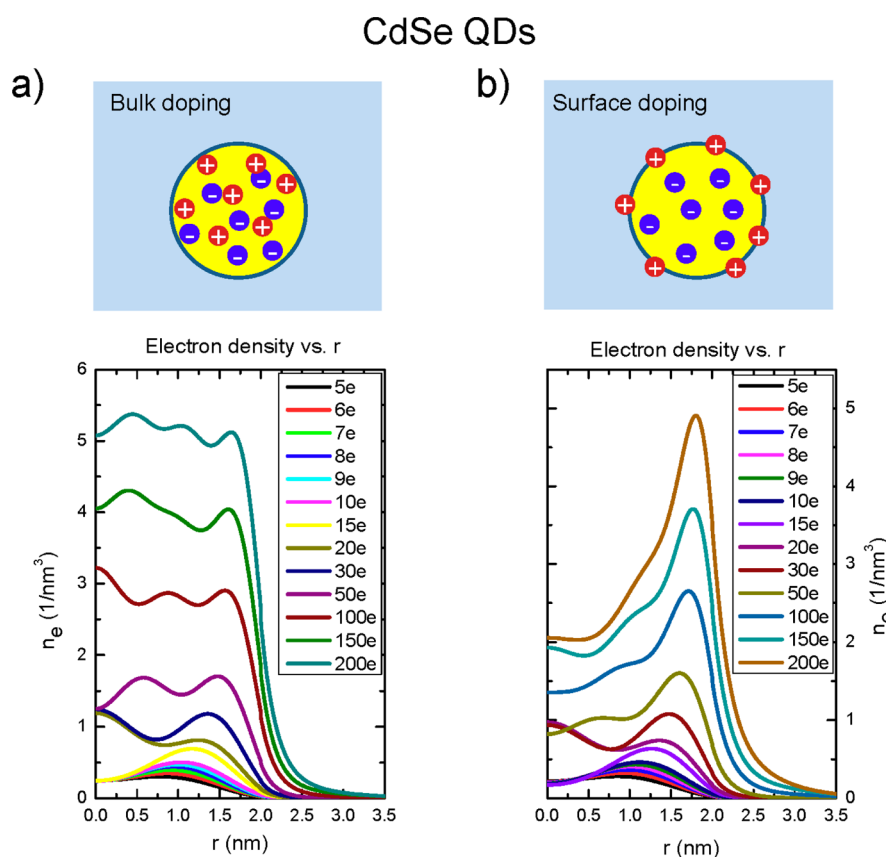 CdSe QDs
a)
Bulk doping
+ + - + - + + - - + - + - -
Electron density vs. r
6
5
4
3
2
1
0
nₑ (1/nm³)
5e
6e
7e
8e
9e
10e
15e
20e
30e
50e
100e
150e
200e
0.0 0.5 1.0 1.5 2.0 2.5 3.0 3.5
r (nm)
b)
Surface doping
+ + - - + + - - - - + - + + +
Electron density vs. r
5e
6e
7e
8e
9e
10e
15e
20e
30e
50e
100e
150e
200e
5
4
3
2
1
0
(1/nm³)
0.0 0.5 1.0 1.5 2.0 2.5 3.0 3.5
r (nm)